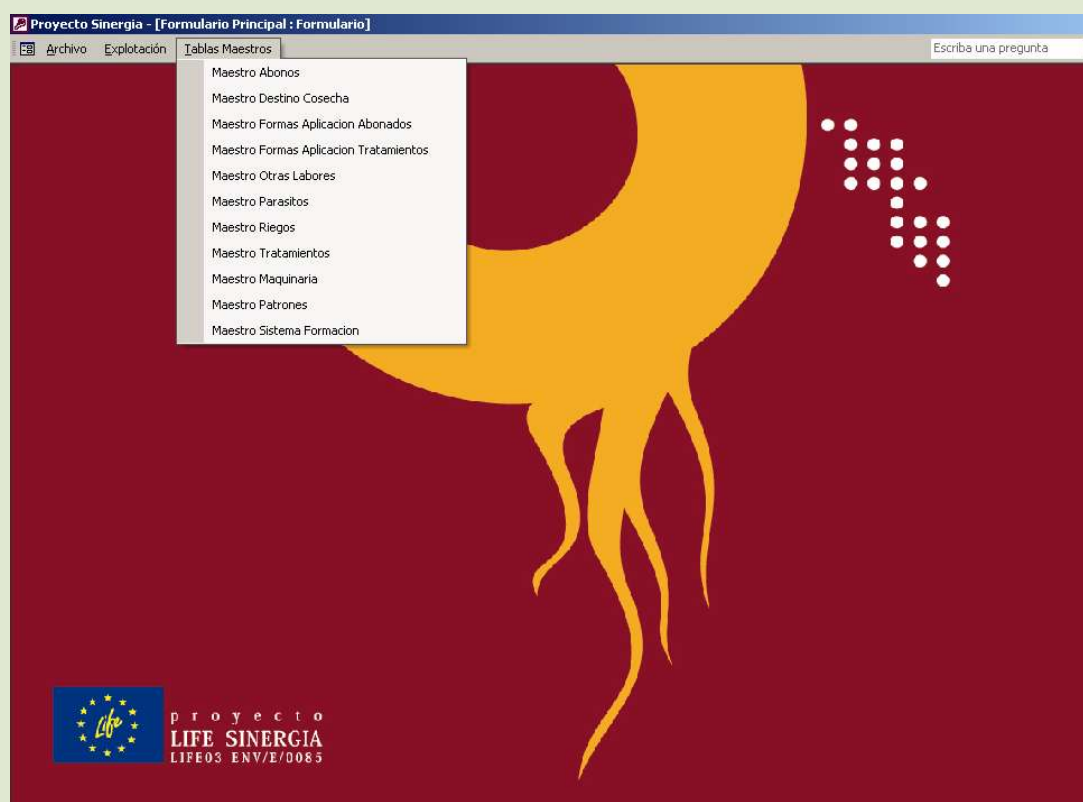 Proyecto Sinergia - [Formulario Principal : Formulario]
Archivo Explotación Tablas Maestros Escriba una pregunta
Maestro Abonos
Maestro Destino Cosecha
Maestro Formas Aplicacion Abonados
Maestro Formas Aplicacion Tratamientos
Maestro Otras Labores
Maestro Parasitos
Maestro Riegos
Maestro Tratamientos
Maestro Maquinaria
Maestro Patrones
Maestro Sistema Formacion
Life
proyecto
LIFE SINERGIA
LIFE03 ENV/E/0085